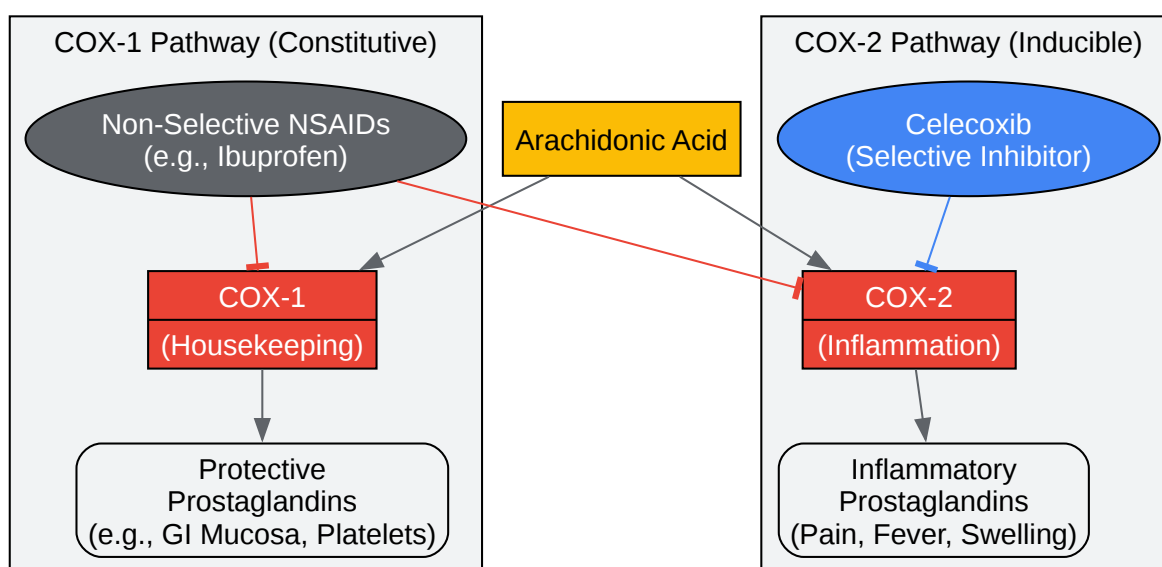 COX-1 Pathway (Constitutive)
Non-Selective NSAIDs
(e.g., Ibuprofen)
COX-1
(Housekeeping)
Protective
Prostaglandins
(e.g., GI Mucosa, Platelets)
Arachidonic Acid
COX-2 Pathway (Inducible)
Celecoxib
(Selective Inhibitor)
COX-2
(Inflammation)
Inflammatory
Prostaglandins
(Pain, Fever, Swelling)